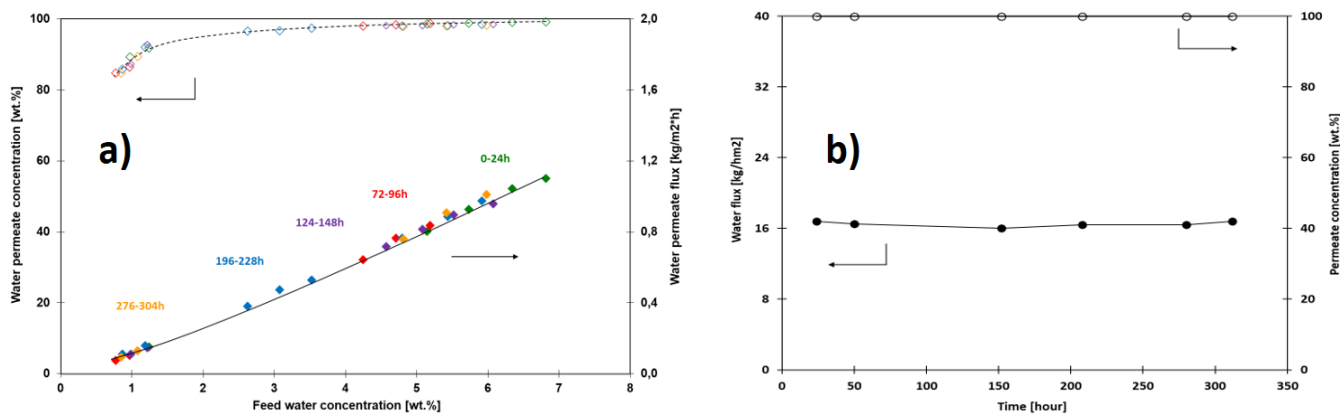 a)
Water permeate concentration [wt.%]
100
80
60
40
20
0
0 1 2 3 4 5 6 7 8
Feed water concentration [wt.%]
2,0
1,6
1,2
0,8
0,4
0,0
Water permeate flux [kg/m2*h]
0-24h
72-96h
124-148h
196-228h
276-304h
b)
Water flux [kg/hm2]
40
32
24
16
8
0
0 50 100 150 200 250 300 350
Time [hour]
100
80
60
40
20
0
Permeate concentration [wt.%]